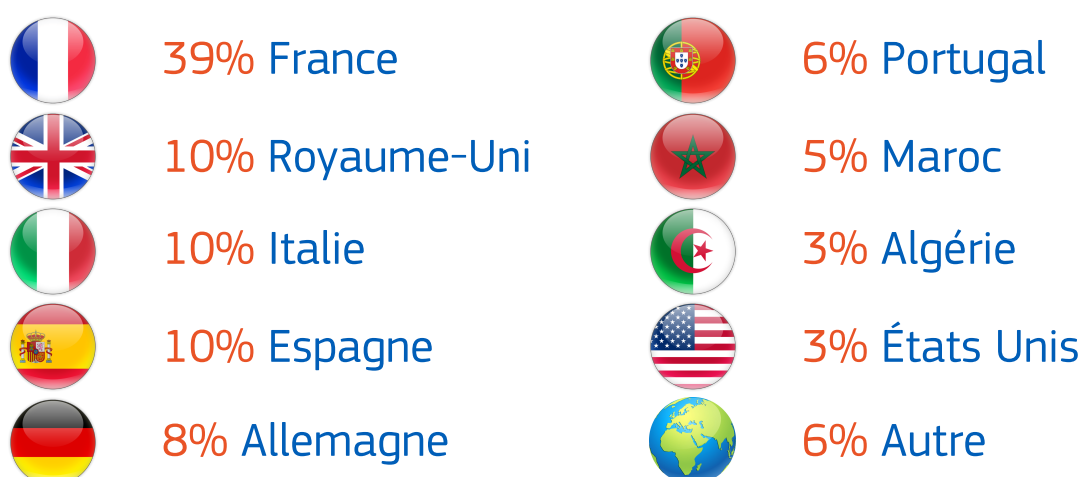 39% France
10% Royaume-Uni
10% Italie
10% Espagne
8% Allemagne
6% Portugal
5% Maroc
3% Algérie
3% États Unis
6% Autre